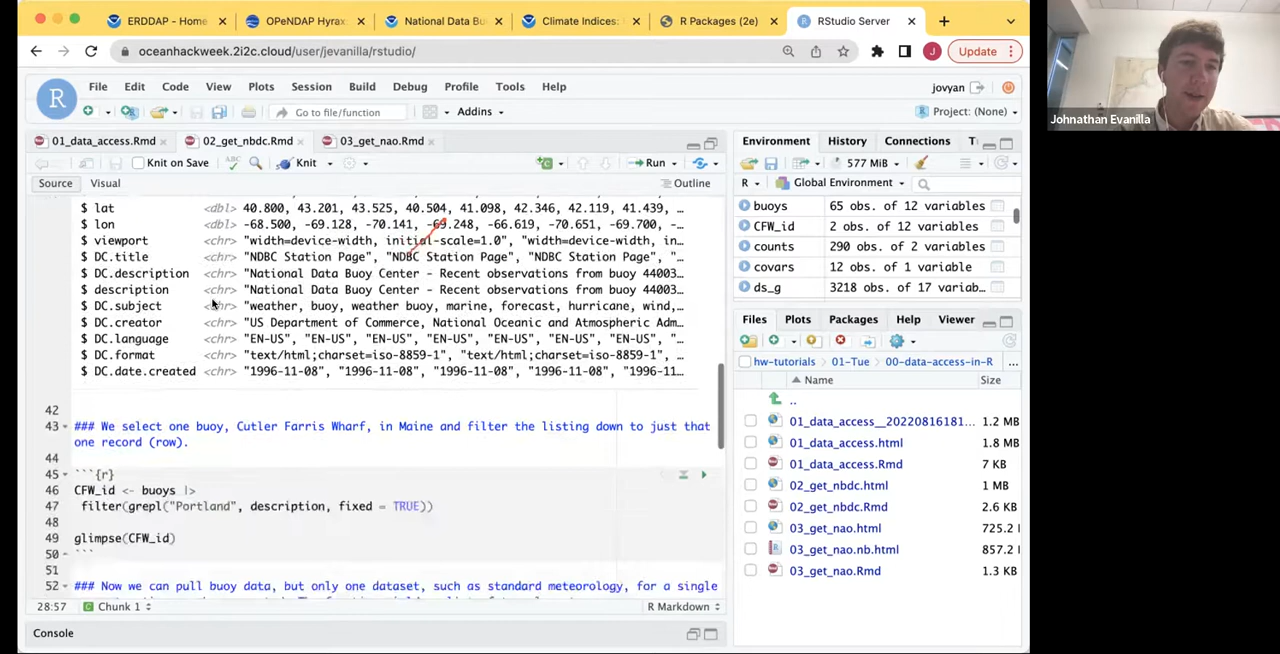 ERDDAP - Home
OPeNDAP Hyrax:
National Data Bu
Climate Indices:
R Packages (2e)
RStudio Server
oceanhackweek.2i2c.cloud/user/jevanilla/rstudio/
J
Update
Johnathan Evanilla
R
File Edit Code View Plots Session Build Debug Profile Tools Help
jovyan
Go to file/function
Addins
Project: (None)
01_data_access.Rmd
02_get_nbdc.Rmd
03_get_nao.Rmd
Knit on Save
ABC
Knit
Run
Source Visual
Outline
$ lat <dbl> 40.800, 43.201, 43.525, 40.504, 41.098, 42.346, 42.119, 41.439, …
$ lon <dbl> -68.500, -69.128, -70.141, -69.248, -66.619, -70.651, -69.700, …
$ viewport <chr> "width=device-width, initial-scale=1.0", "width=device-width, in…
$ DC.title <chr> "NDBC Station Page", "NDBC Station Page", "NDBC Station Page", …
$ DC.description <chr> "National Data Buoy Center - Recent observations from buoy 44003…
$ description <chr> "National Data Buoy Center - Recent observations from buoy 44003…
$ DC.subject <chr> "weather, buoy, weather buoy, marine, forecast, hurricane, wind,…
$ DC.creator <chr> "US Department of Commerce, National Oceanic and Atmospheric Adm…
$ DC.language <chr> "EN-US", "EN-US", "EN-US", "EN-US", "EN-US", "EN-US", "EN-US", …
$ DC.format <chr> "text/html;charset=iso-8859-1", "text/html;charset=iso-8859-1", …
$ DC.date.created <chr> "1996-11-08", "1996-11-08", "1996-11-08", "1996-11-08", "1996-11…
42
43 ### We select one buoy, Cutler Farris Wharf, in Maine and filter the listing down to just that
one record (row).
44
45 ```{r}
46 CFW_id <- buoys |>
47 filter(grepl("Portland", description, fixed = TRUE))
48
49 glimpse(CFW_id)
50 ```
51
52 ### Now we can pull buoy data, but only one dataset, such as standard meteorology, for a single
28:57 Chunk 1
R Markdown
Console
Environment History Connections T
577 MiB
R Global Environment
buoys 65 obs. of 12 variables
CFW_id 2 obs. of 12 variables
counts 290 obs. of 2 variables
covars 12 obs. of 1 variable
ds_g 3218 obs. of 17 variab…
Files Plots Packages Help Viewer
hw-tutorials 01-Tue 00-data-access-in-R ...
Name Size
..
01_data_access__20220816181… 1.2 MB
01_data_access.html 1.8 MB
01_data_access.Rmd 7 KB
02_get_nbdc.html 1 MB
02_get_nbdc.Rmd 2.6 KB
03_get_nao.html 725.2
03_get_nao.nb.html 857.2
03_get_nao.Rmd 1.3 KB